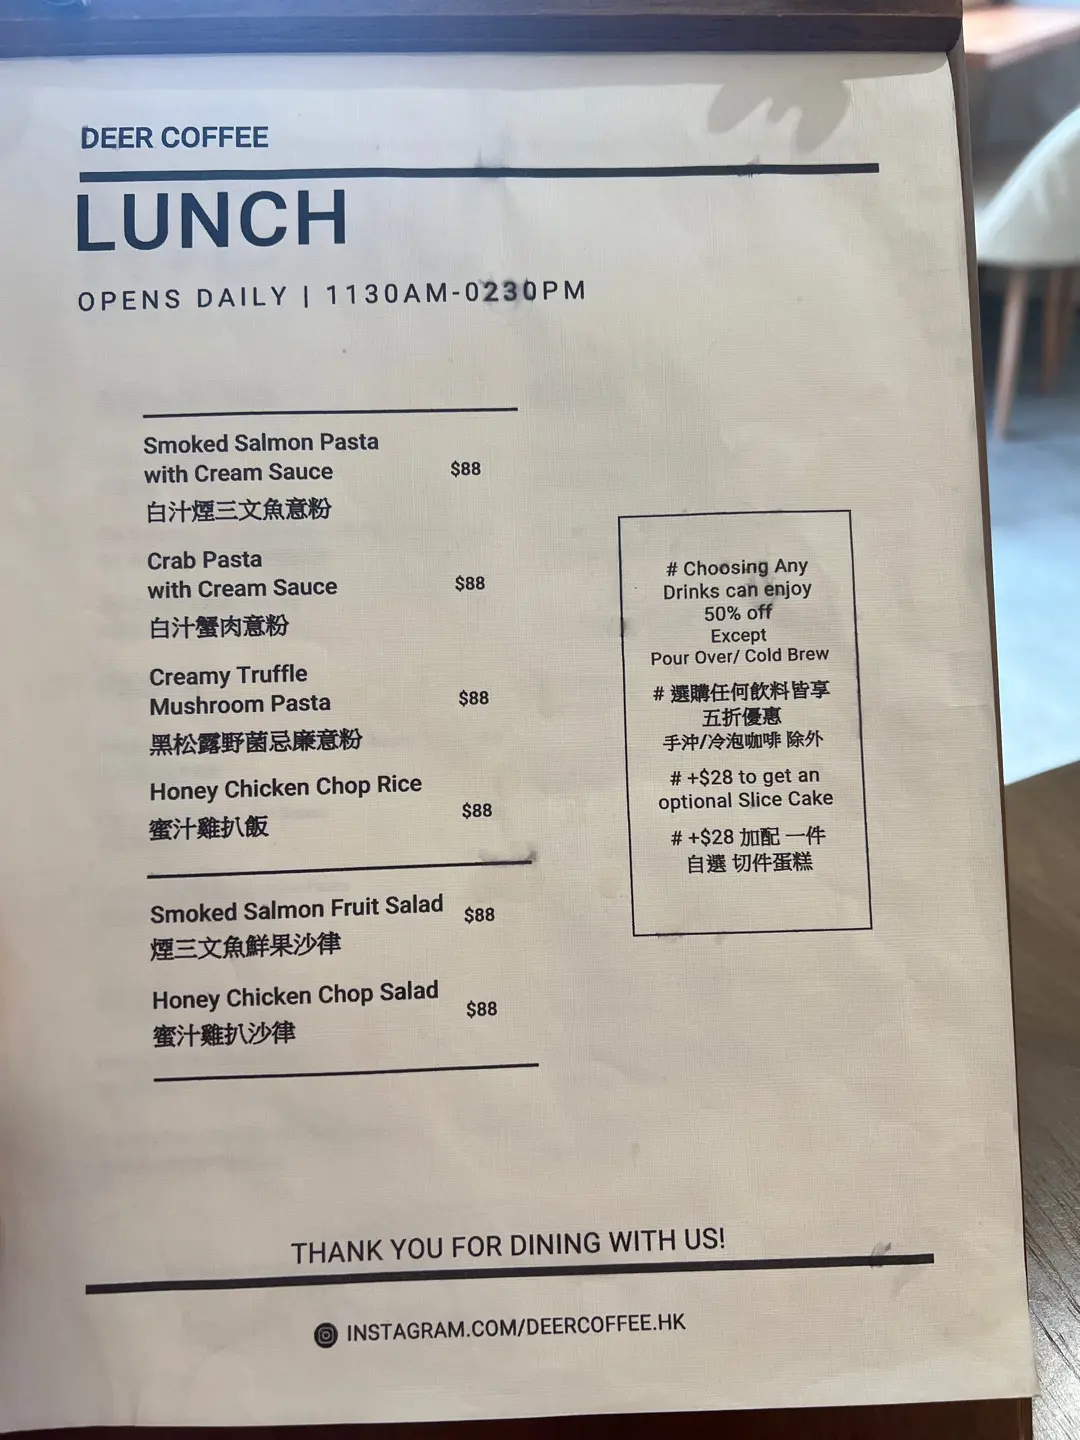 DEER COFFEE
LUNCH
OPENS DAILY | 1130AM-0230PM
Smoked Salmon Pasta
with Cream Sauce
$88
白汁煙三文魚意粉
Crab Pasta
with Cream Sauce
$88
白汁蟹肉意粉
Creamy Truffle
Mushroom Pasta
$88
黑松露野菌忌廉意粉
Honey Chicken Chop Rice
$88
蜜汁雞扒飯
Smoked Salmon Fruit Salad
$88
煙三文魚鮮果沙律
Honey Chicken Chop Salad
$88
蜜汁雞扒沙律
# Choosing Any
Drinks can enjoy
50% off
Except
Pour Over/ Cold Brew
# 選購任何飲料皆享
五折優惠
手沖/冷泡咖啡 除外
# +$28 to get an
optional Slice Cake
# +$28 加配 一件
自選 切件蛋糕
THANK YOU FOR DINING WITH US!
INSTAGRAM.COM/DEERCOFFEE.HK